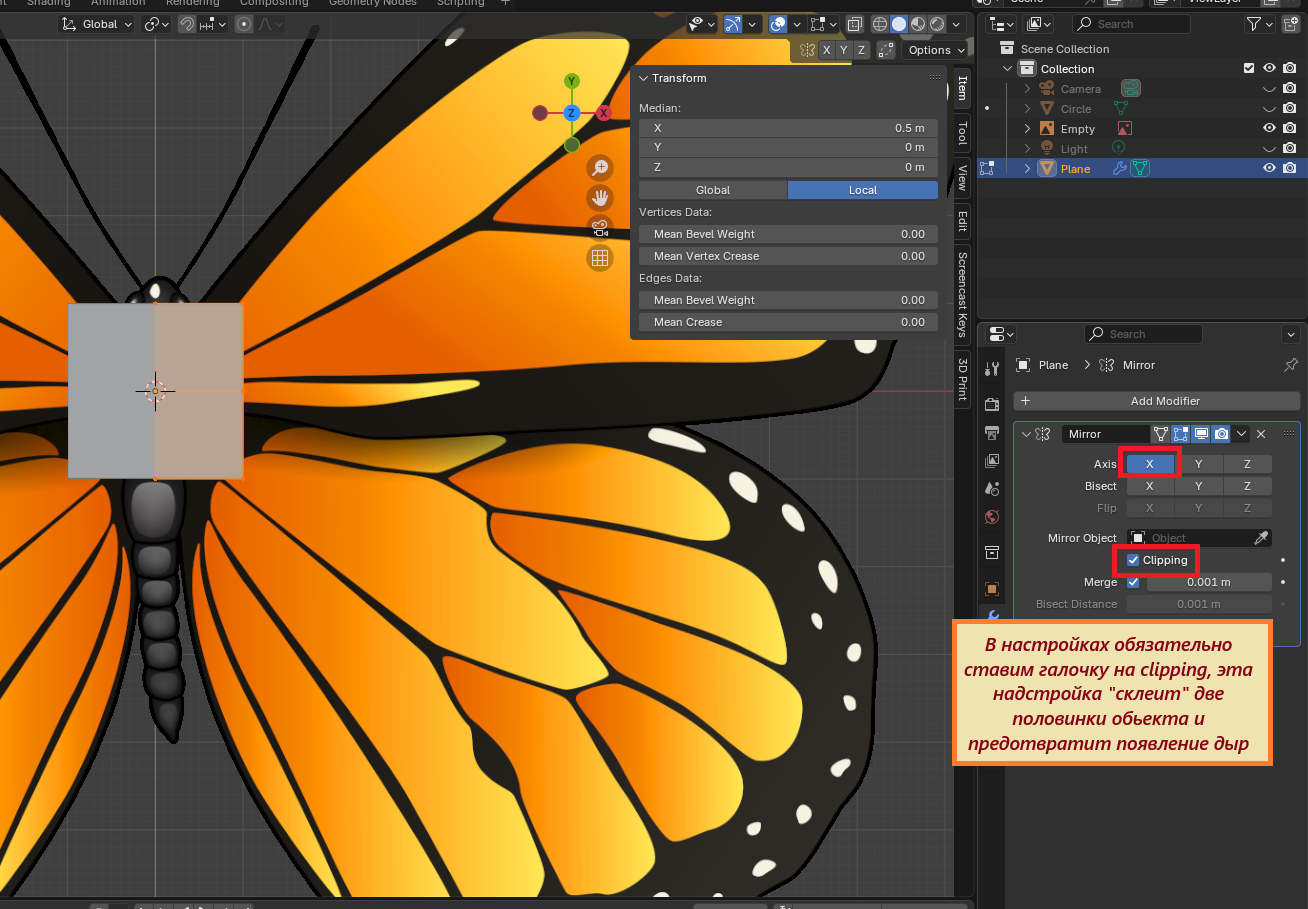 Shading Animation Rendering Compositing Geometry Nodes Scripting +
Scene ViewLayer
Global
X Y Z Options
Search
Transform
Median:
X 0.5 m
Y 0 m
Z 0 m
Global Local
Vertices Data:
Mean Bevel Weight 0.00
Mean Vertex Crease 0.00
Edges Data:
Mean Bevel Weight 0.00
Mean Crease 0.00
Y
Z X
Item
Tool
View
Edit
Screencast Keys
3D Print
Scene Collection
Collection
Camera
Circle
Empty
Light
Plane
Search
Plane > Mirror
+ Add Modifier
Mirror
Axis X Y Z
Bisect X Y Z
Flip X Y Z
Mirror Object Object
Clipping
Merge 0.001 m
Bisect Distance 0.001 m
В настройках обязательно
ставим галочку на clipping, эта
надстройка "склеит" две
половинки обьекта и
предотвратит появление дыр